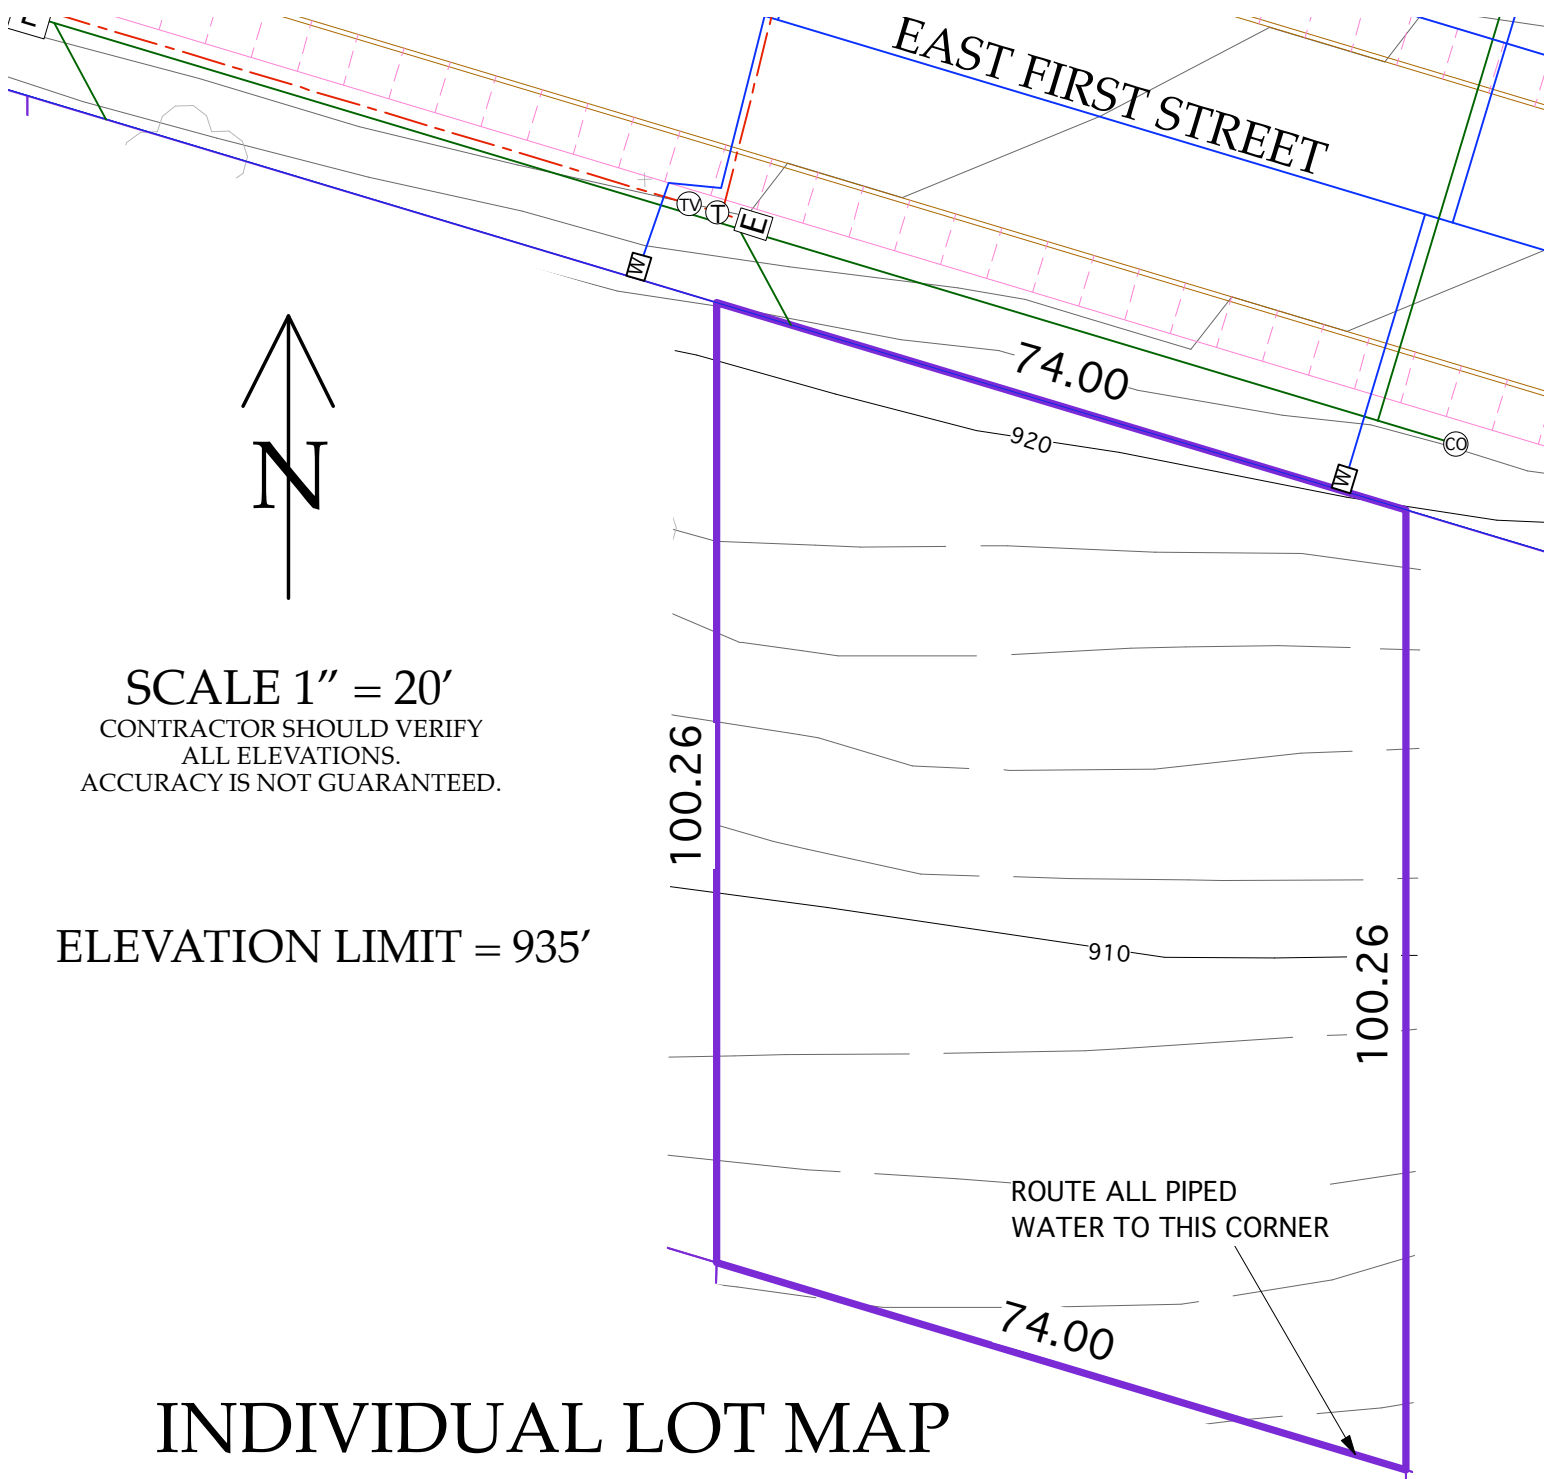 EAST FIRST STREET
TV
T
E
W
74.00
920
CO
W
N
SCALE 1" = 20'
CONTRACTOR SHOULD VERIFY
ALL ELEVATIONS.
ACCURACY IS NOT GUARANTEED.
100.26
ELEVATION LIMIT = 935'
910
100.26
ROUTE ALL PIPED
WATER TO THIS CORNER
74.00
INDIVIDUAL LOT MAP